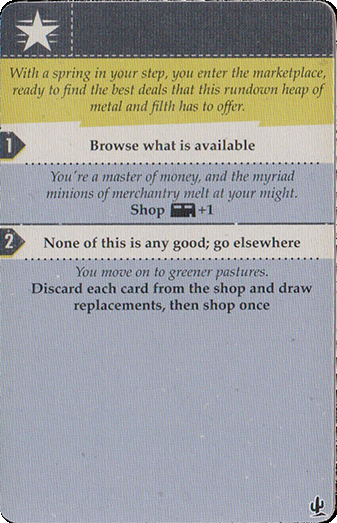 With a spring in your step, you enter the marketplace,
ready to find the best deals that this rundown heap of
metal and filth has to offer.
1
Browse what is available
You're a master of money, and the myriad
minions of merchantry melt at your might.
Shop +1
2
None of this is any good; go elsewhere
You move on to greener pastures.
Discard each card from the shop and draw
replacements, then shop once